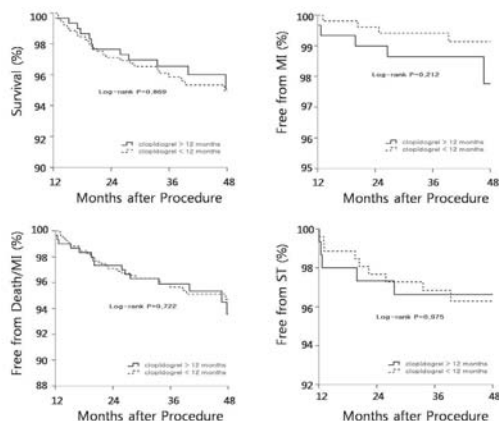 Survival (%)
100
98
96
94
92
90
Log-rank P=0.869
clopidogrel > 12 months
clopidogrel < 12 months
12
24
36
48
Months after Procedure
Free from MI (%)
100
99
98
97
96
95
Log-rank P=0.212
clopidogrel > 12 months
clopidogrel < 12 months
12
24
36
48
Months after Procedure
Free from Death/MI (%)
100
98
96
94
92
90
88
Log-rank P=0.722
clopidogrel > 12 months
clopidogrel < 12 months
12
24
36
48
Months after Procedure
Free from ST (%)
100
98
96
94
92
Log-rank P=0.975
clopidogrel > 12 months
clopidogrel < 12 months
12
24
36
48
Months after Procedure